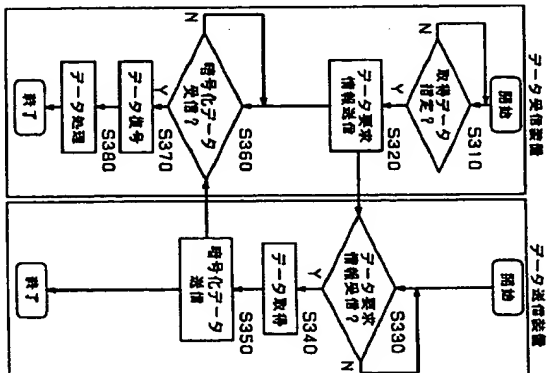 データ受信装置
開始
S310
取得データ
指定?
N
Y
S320
データ要求
情報送信
S360
暗号化データ
受信?
N
Y
S370
データ復号
S380
データ処理
終了
データ送信装置
開始
S330
データ要求
情報受信?
N
Y
S340
データ取得
S350
暗号化データ
送信
終了